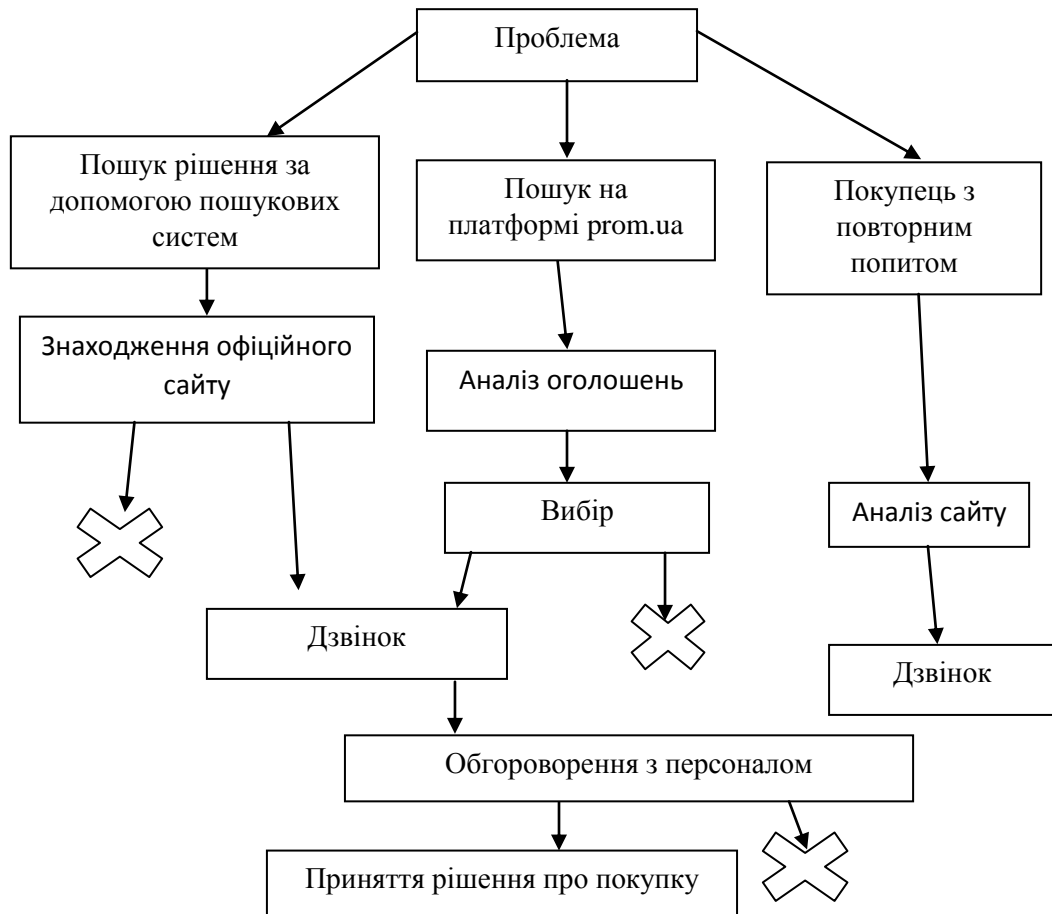 Проблема
Пошук рішення за
допомогою пошукових
систем
Пошук на
платформі prom.ua
Покупець з
повторним
попитом
Знаходження офіційного
сайту
Аналіз оголошень
Вибір
Аналіз сайту
Дзвінок
Дзвінок
Обгороворення з персоналом
Приняття рішення про покупку